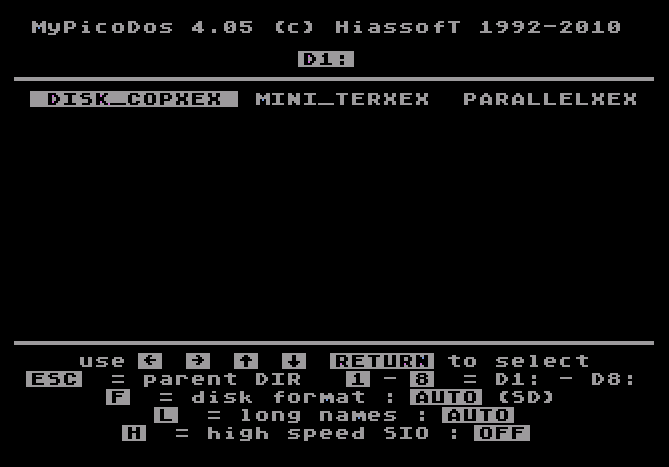 MyPicoDos 4.05 (c) HiassofT 1992-2010
D1:
DISK_COPXEX MINI_TERXEX PARALLELXEX
use ← → ↑ ↓ RETURN to select
ESC = parent DIR 1 - 8 = D1: - D8:
F = disk format : AUTO (SD)
L = long names : AUTO
H = high speed SIO : OFF